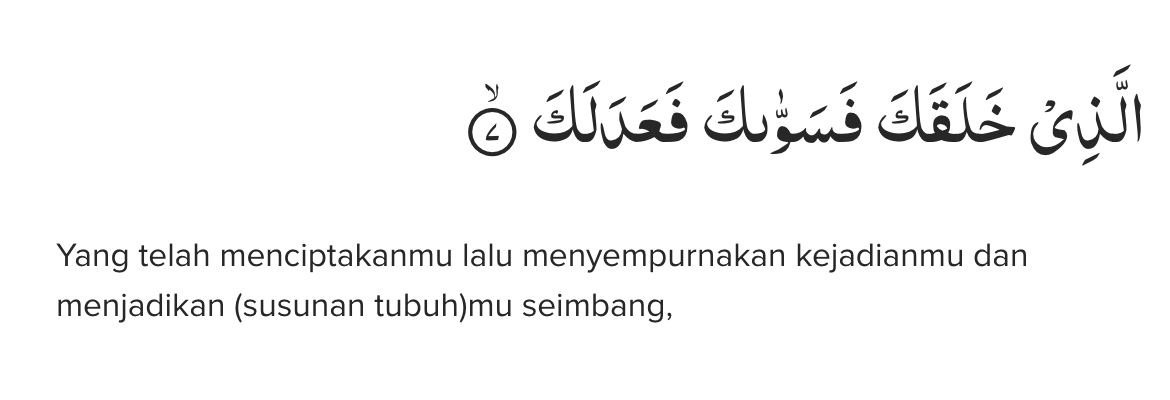 الَّذِيْ خَلَقَكَ فَسَوّٰىكَ فَعَدَلَكَۙ ٧
Yang telah menciptakanmu lalu menyempurnakan kejadianmu dan
menjadikan (susunan tubuh)mu seimbang,